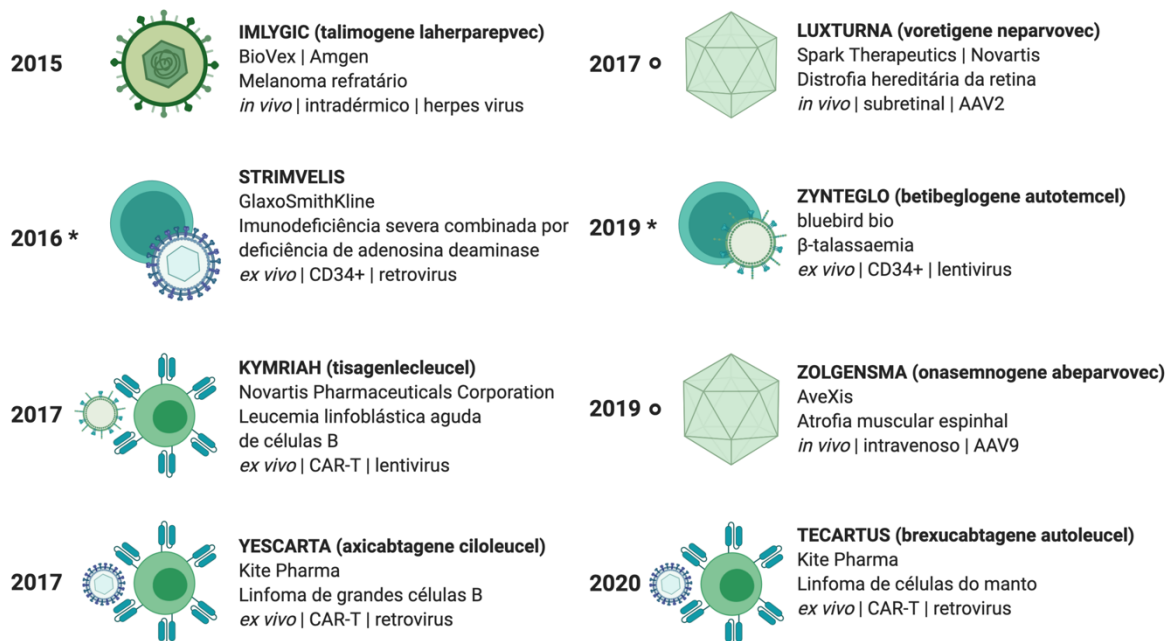 2015
IMLYGIC (talimogene laherparepvec)
BioVex | Amgen
Melanoma refratário
in vivo | intradérmico | herpes virus
2016 *
STRIMVELIS
GlaxoSmithKline
Imunodeficiência severa combinada por
deficiência de adenosina deaminase
ex vivo | CD34+ | retrovirus
2017
KYMRIAH (tisagenlecleucel)
Novartis Pharmaceuticals Corporation
Leucemia linfoblástica aguda
de células B
ex vivo | CAR-T | lentivirus
2017
YESCARTA (axicabtagene ciloleucel)
Kite Pharma
Linfoma de grandes células B
ex vivo | CAR-T | retrovirus
2017 o
LUXTURNA (voretigene neparvovec)
Spark Therapeutics | Novartis
Distrofia hereditária da retina
in vivo | subretinal | AAV2
2019 *
ZYNTEGLO (betibeglogene autotemcel)
bluebird bio
β-talassaemia
ex vivo | CD34+ | lentivirus
2019 o
ZOLGENSMA (onasemnogene abeparvovec)
AveXis
Atrofia muscular espinhal
in vivo | intravenoso | AAV9
2020
TECARTUS (brexucabtagene autoleucel)
Kite Pharma
Linfoma de células do manto
ex vivo | CAR-T | retrovirus